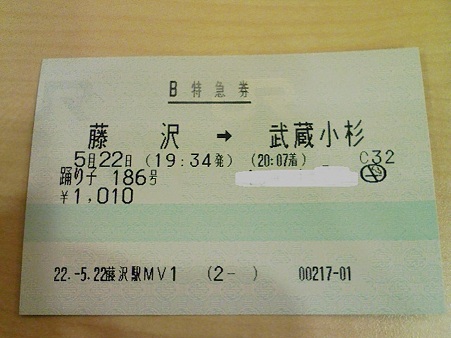 B特急券
藤沢 → 武蔵小杉
5月22日 (19:34発) (20:07着) C32
踊り子 186号
¥1,010
22.-5.22藤沢駅MV1 (2- ) 00217-01